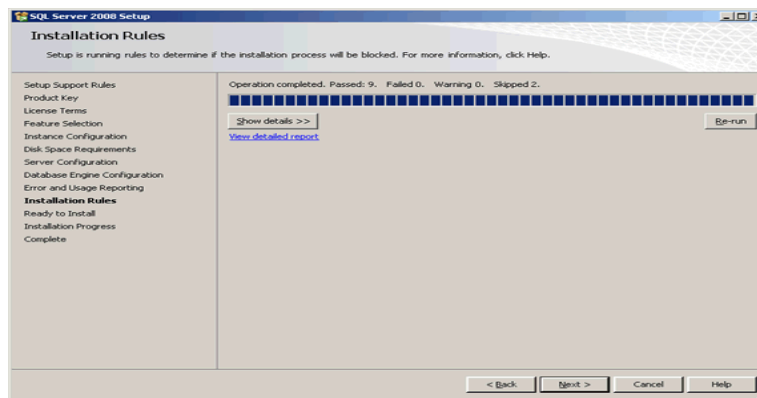 SQL Server 2008 Setup
Installation Rules
Setup is running rules to determine if the installation process will be blocked. For more information, click Help.
Setup Support Rules
Product Key
License Terms
Feature Selection
Instance Configuration
Disk Space Requirements
Server Configuration
Database Engine Configuration
Error and Usage Reporting
Installation Rules
Ready to Install
Installation Progress
Complete
Operation completed. Passed: 9.   Failed 0.   Warning 0.   Skipped 2.
Show details >>
Re-run
View detailed report
< Back
Next >
Cancel
Help